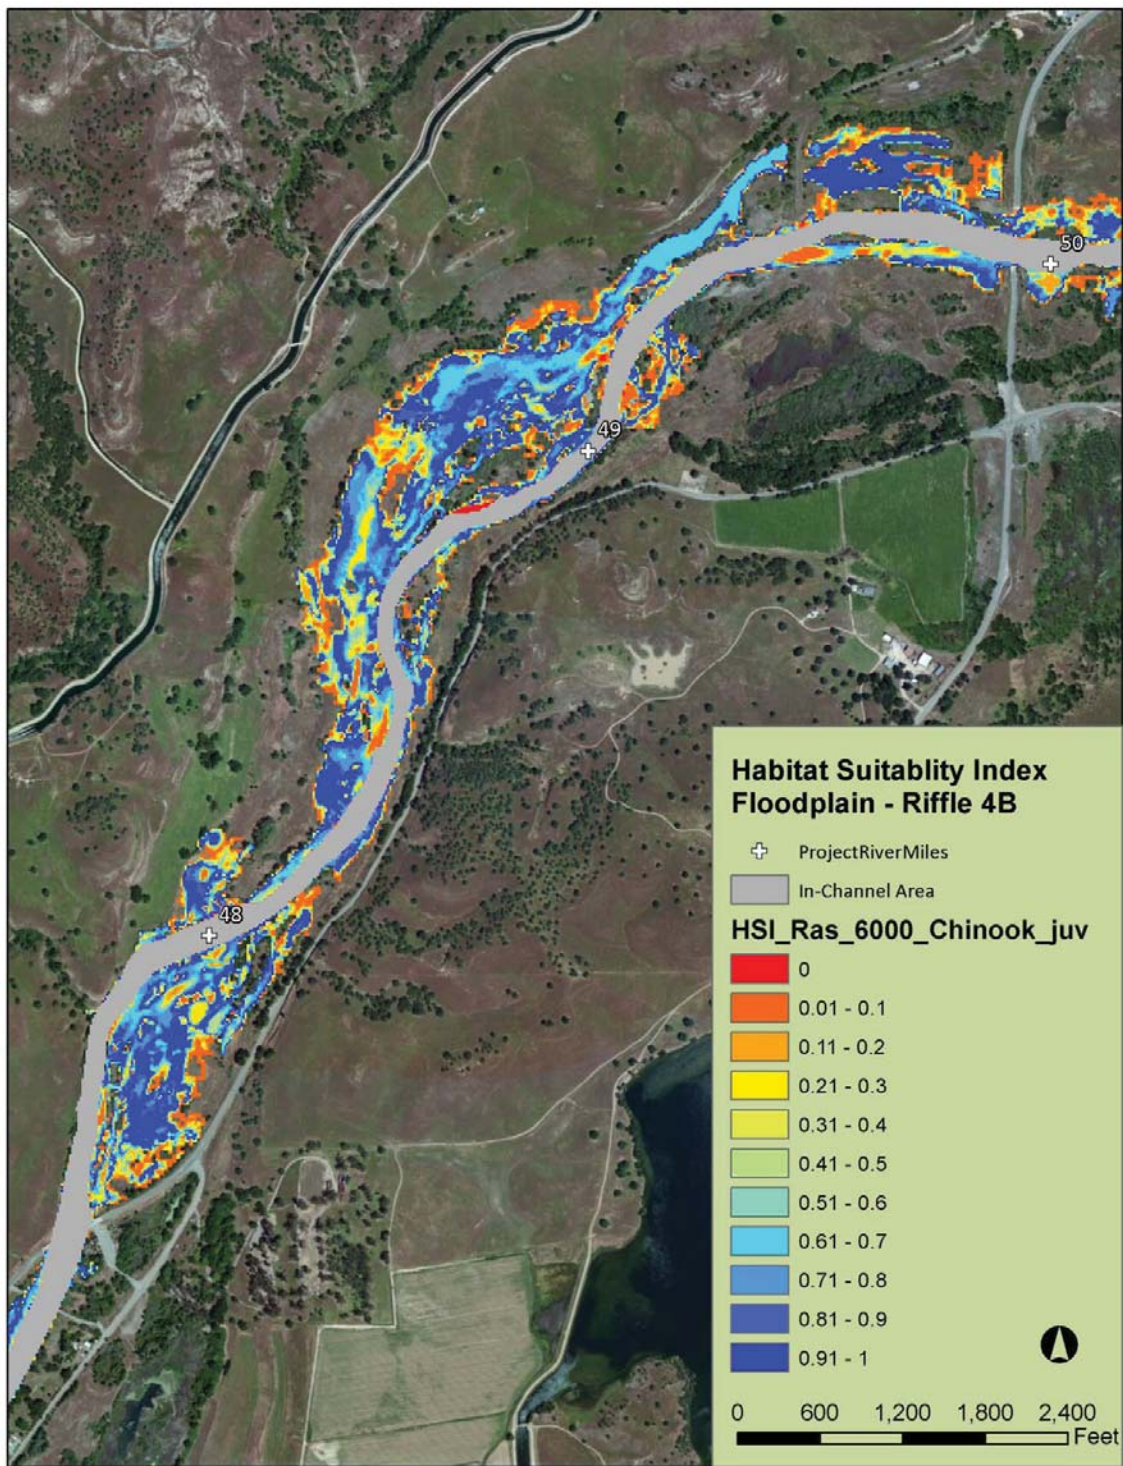 50
49
48
Habitat Suitablity Index
Floodplain - Riffle 4B
ProjectRiverMiles
In-Channel Area
HSI_Ras_6000_Chinook_juv
0
0.01 - 0.1
0.11 - 0.2
0.21 - 0.3
0.31 - 0.4
0.41 - 0.5
0.51 - 0.6
0.61 - 0.7
0.71 - 0.8
0.81 - 0.9
0.91 - 1
0 600 1,200 1,800 2,400
Feet